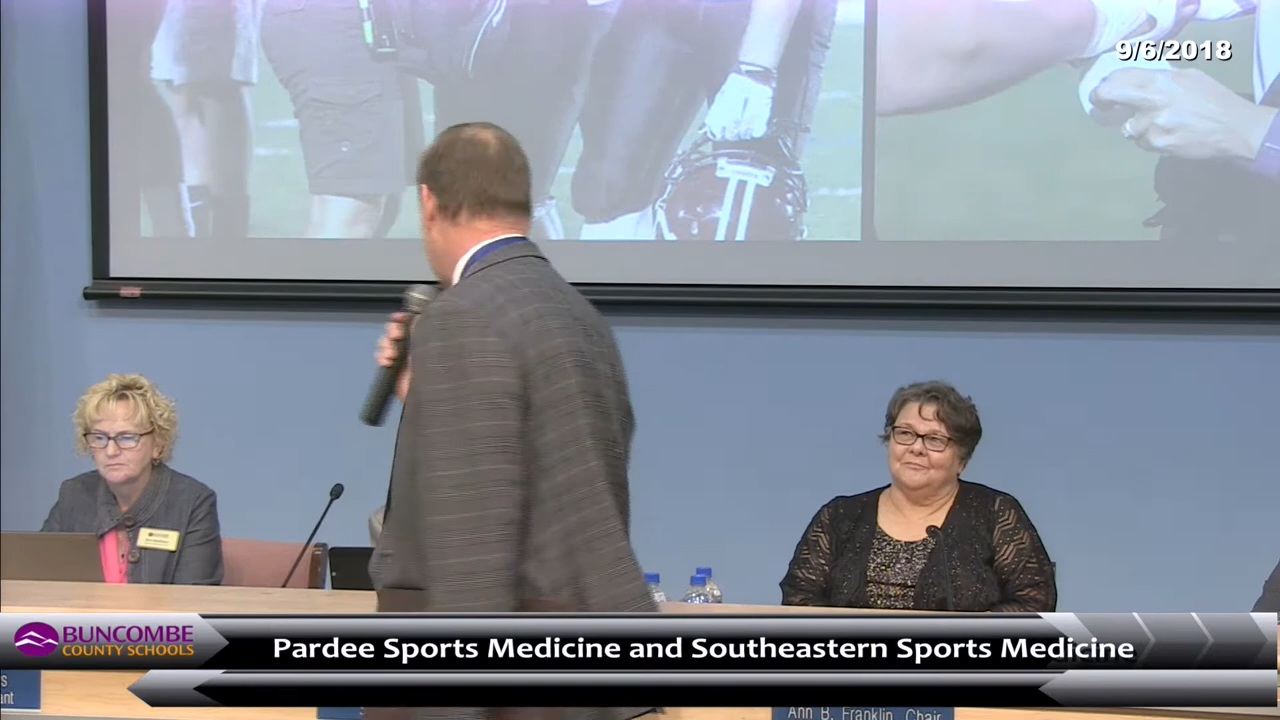 9/6/2018
BUNCOMBE
COUNTY SCHOOLS
Pardee Sports Medicine and Southeastern Sports Medicine
Ann B. Franklin, Chair